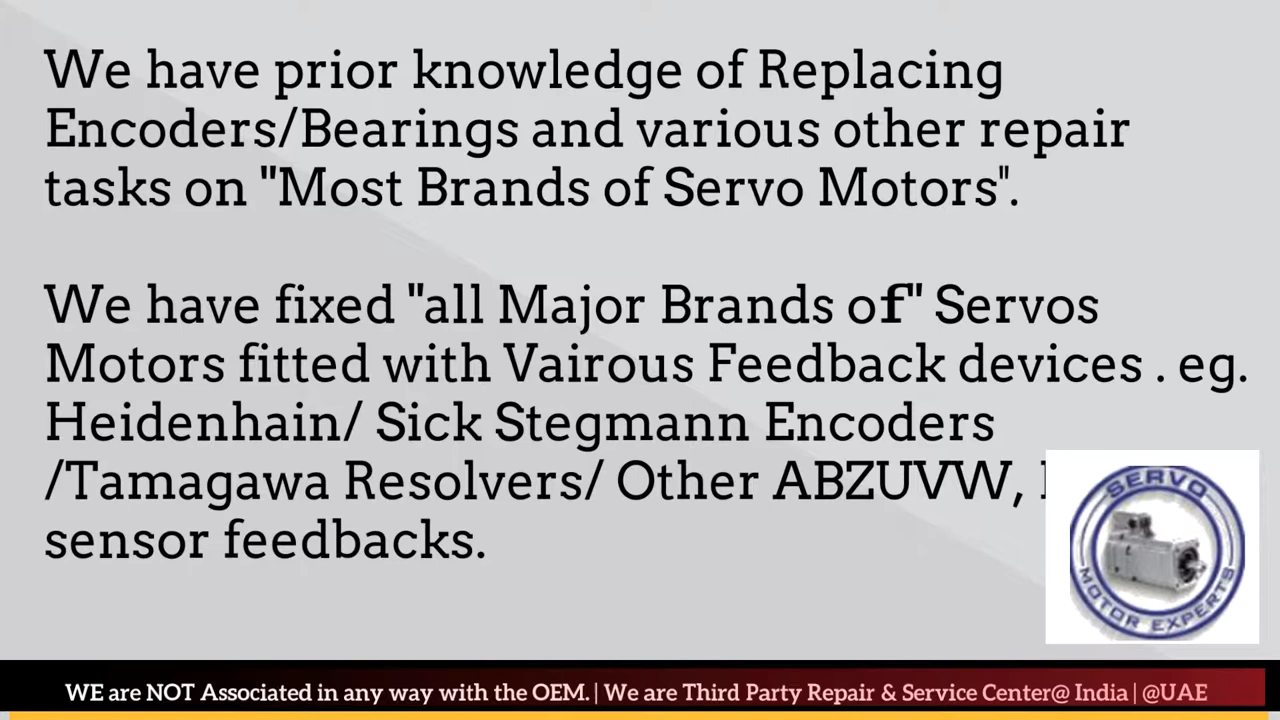 We have prior knowledge of Replacing
Encoders/Bearings and various other repair
tasks on "Most Brands of Servo Motors".
We have fixed "all Major Brands of" Servos
Motors fitted with Vairous Feedback devices . eg.
Heidenhain/ Sick Stegmann Encoders
/Tamagawa Resolvers/ Other ABZUVW,
sensor feedbacks.
SERVO
MOTOR EXPERTS
WE are NOT Associated in any way with the OEM. | We are Third Party Repair & Service Center@ India | @UAE